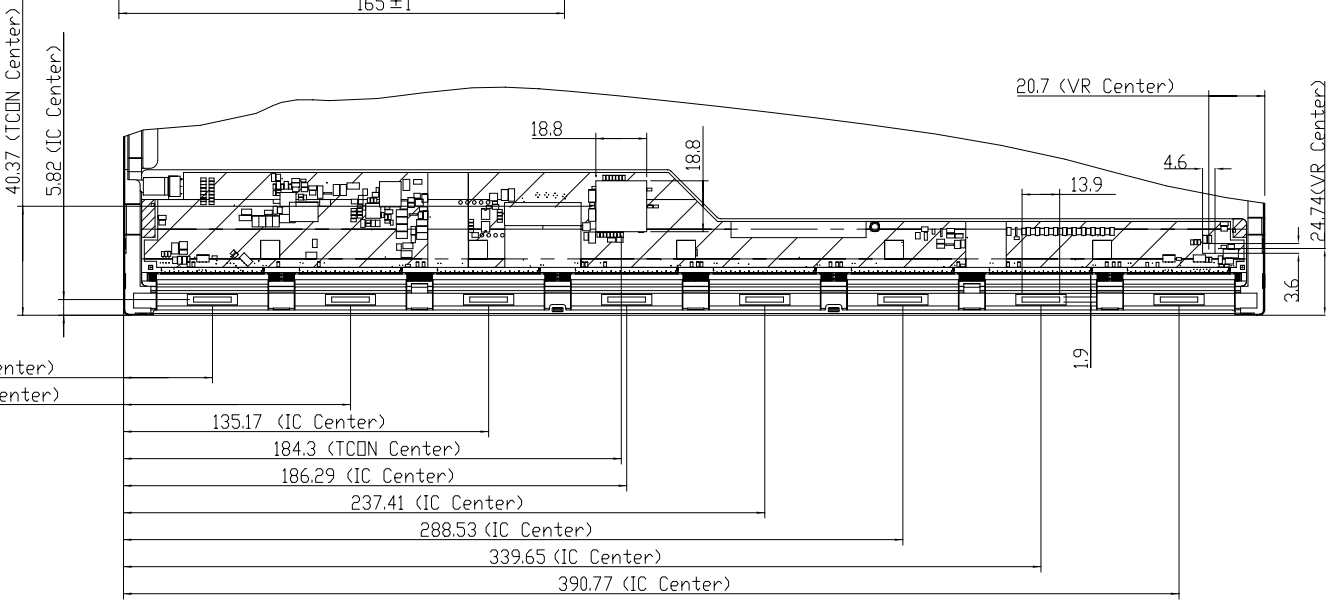 165±1
40.37 (TCON Center)
5.82 (IC Center)
20.7 (VR Center)
18.8
18.8
4.6
13.9
24.74(VR Center)
3.6
1.9
enter)
enter)
135.17 (IC Center)
184.3 (TCON Center)
186.29 (IC Center)
237.41 (IC Center)
288.53 (IC Center)
339.65 (IC Center)
390.77 (IC Center)